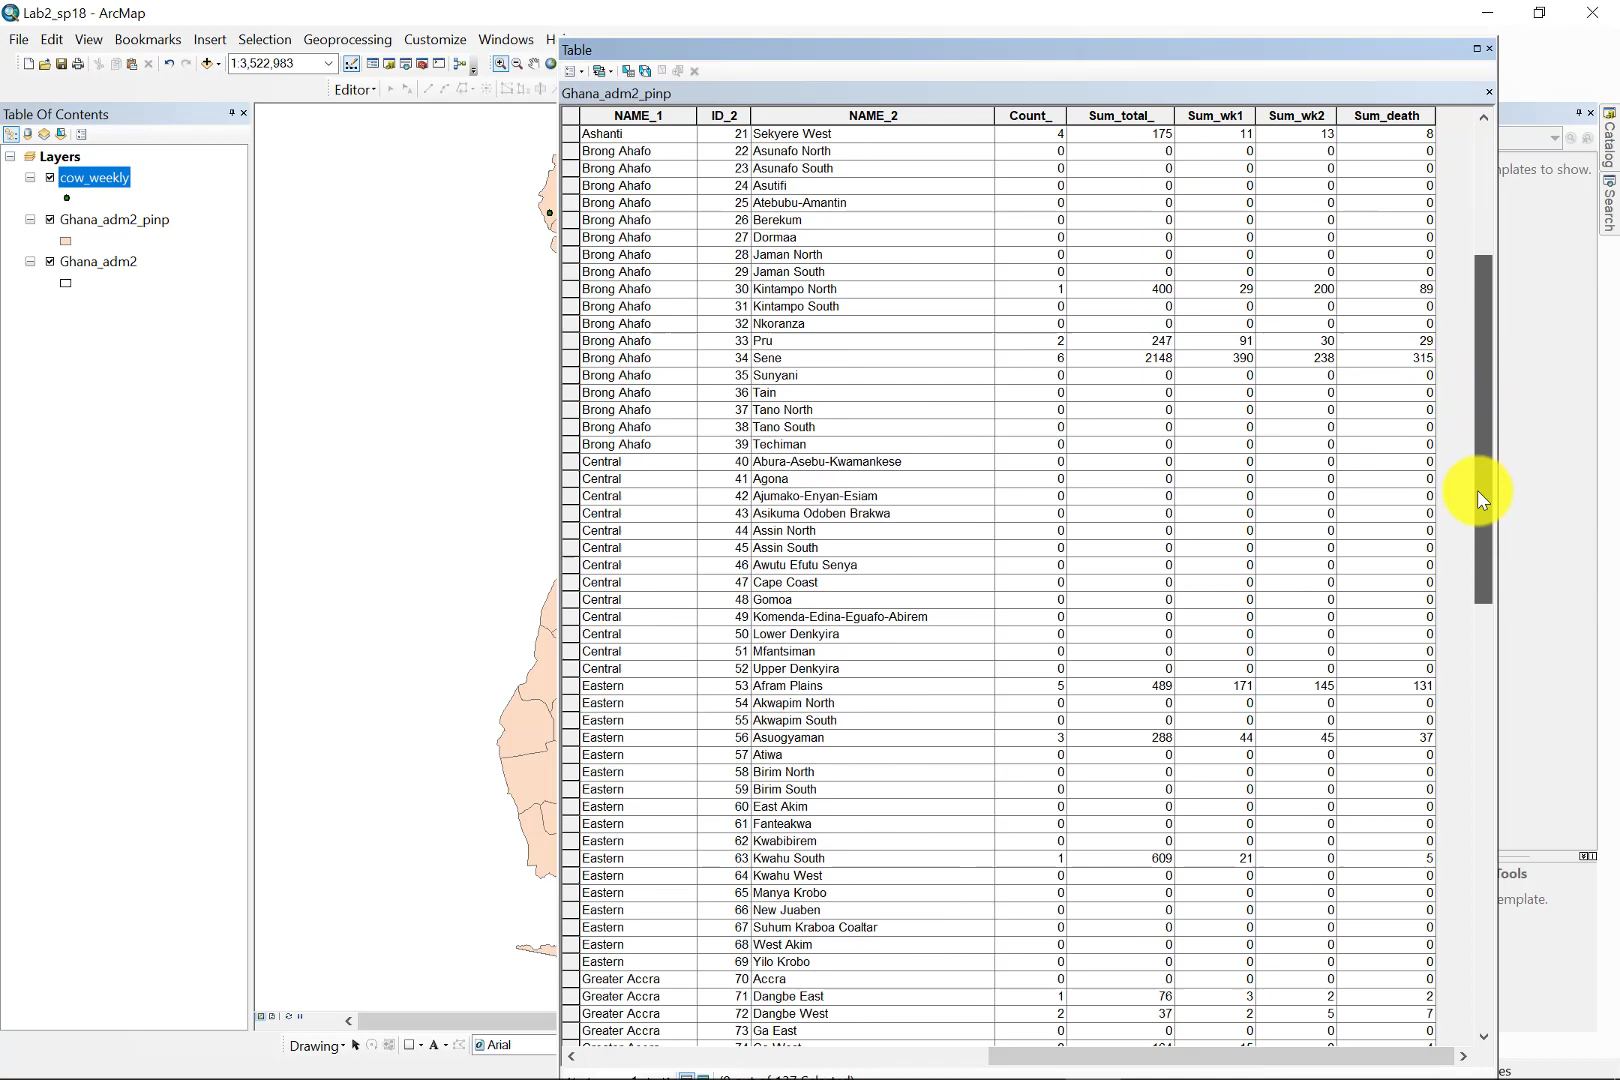 Lab2_sp18 - ArcMap
File Edit View Bookmarks Insert Selection Geoprocessing Customize Windows H
1:3,522,983
Editor
Table Of Contents
Layers
cow_weekly
Ghana_adm2_pinp
Ghana_adm2
Table
Ghana_adm2_pinp
NAME_1 ID_2 NAME_2 Count_ Sum_total_ Sum_wk1 Sum_wk2 Sum_death
Ashanti 21 Sekyere West 4 175 11 13 8
Brong Ahafo 22 Asunafo North 0 0 0 0 0
Brong Ahafo 23 Asunafo South 0 0 0 0 0
Brong Ahafo 24 Asutifi 0 0 0 0 0
Brong Ahafo 25 Atebubu-Amantin 0 0 0 0 0
Brong Ahafo 26 Berekum 0 0 0 0 0
Brong Ahafo 27 Dormaa 0 0 0 0 0
Brong Ahafo 28 Jaman North 0 0 0 0 0
Brong Ahafo 29 Jaman South 0 0 0 0 0
Brong Ahafo 30 Kintampo North 1 400 29 200 89
Brong Ahafo 31 Kintampo South 0 0 0 0 0
Brong Ahafo 32 Nkoranza 0 0 0 0 0
Brong Ahafo 33 Pru 2 247 91 30 29
Brong Ahafo 34 Sene 6 2148 390 238 315
Brong Ahafo 35 Sunyani 0 0 0 0 0
Brong Ahafo 36 Tain 0 0 0 0 0
Brong Ahafo 37 Tano North 0 0 0 0 0
Brong Ahafo 38 Tano South 0 0 0 0 0
Brong Ahafo 39 Techiman 0 0 0 0 0
Central 40 Abura-Asebu-Kwamankese 0 0 0 0 0
Central 41 Agona 0 0 0 0 0
Central 42 Ajumako-Enyan-Esiam 0 0 0 0 0
Central 43 Asikuma Odoben Brakwa 0 0 0 0 0
Central 44 Assin North 0 0 0 0 0
Central 45 Assin South 0 0 0 0 0
Central 46 Awutu Efutu Senya 0 0 0 0 0
Central 47 Cape Coast 0 0 0 0 0
Central 48 Gomoa 0 0 0 0 0
Central 49 Komenda-Edina-Eguafo-Abirem 0 0 0 0 0
Central 50 Lower Denkyira 0 0 0 0 0
Central 51 Mfantsiman 0 0 0 0 0
Central 52 Upper Denkyira 0 0 0 0 0
Eastern 53 Afram Plains 5 489 171 145 131
Eastern 54 Akwapim North 0 0 0 0 0
Eastern 55 Akwapim South 0 0 0 0 0
Eastern 56 Asuogyaman 3 288 44 45 37
Eastern 57 Atiwa 0 0 0 0 0
Eastern 58 Birim North 0 0 0 0 0
Eastern 59 Birim South 0 0 0 0 0
Eastern 60 East Akim 0 0 0 0 0
Eastern 61 Fanteakwa 0 0 0 0 0
Eastern 62 Kwabibirem 0 0 0 0 0
Eastern 63 Kwahu South 1 609 21 0 5
Eastern 64 Kwahu West 0 0 0 0 0
Eastern 65 Manya Krobo 0 0 0 0 0
Eastern 66 New Juaben 0 0 0 0 0
Eastern 67 Suhum Kraboa Coaltar 0 0 0 0 0
Eastern 68 West Akim 0 0 0 0 0
Eastern 69 Yilo Krobo 0 0 0 0 0
Greater Accra 70 Accra 0 0 0 0 0
Greater Accra 71 Dangbe East 1 76 3 2 2
Greater Accra 72 Dangbe West 2 37 2 5 7
Greater Accra 73 Ga East 0 0 0 0 0
Catalog
Search
nplates to show.
Tools
emplate.
Drawing
A
Arial
es